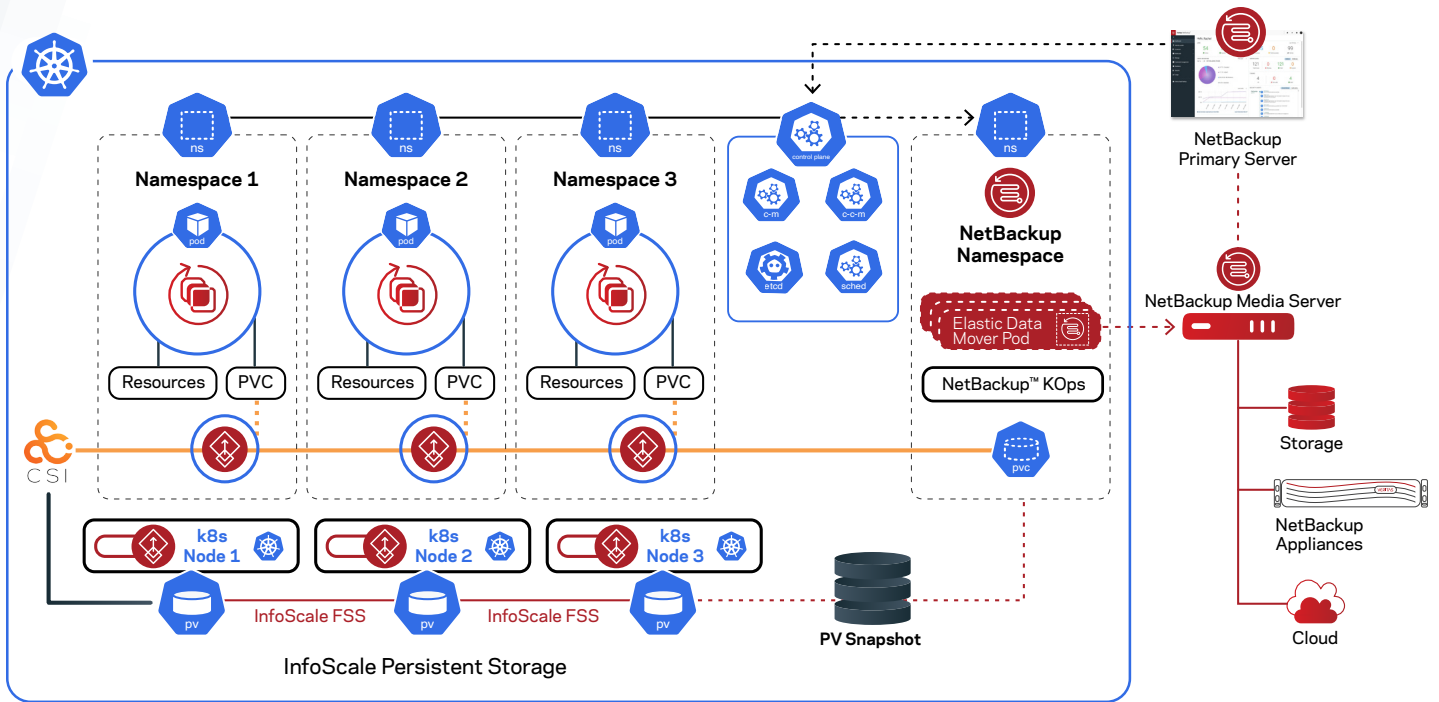 NetBackup
Primary Server
ns
ns
ns
control plane
ns
Namespace 1
Namespace 2
Namespace 3
c-m
c-c-m
etcd
sched
NetBackup
Namespace
pod
pod
pod
NetBackup Media Server
Elastic Data
Mover Pod
Resources
PVC
Resources
PVC
Resources
PVC
NetBackup™ KOps
CSI
pvc
Storage
VERITAS
NetBackup
Appliances
k8s
Node 1
k8s
Node 2
k8s
Node 3
pv
InfoScale FSS
pv
InfoScale FSS
pv
PV Snapshot
Cloud
InfoScale Persistent Storage